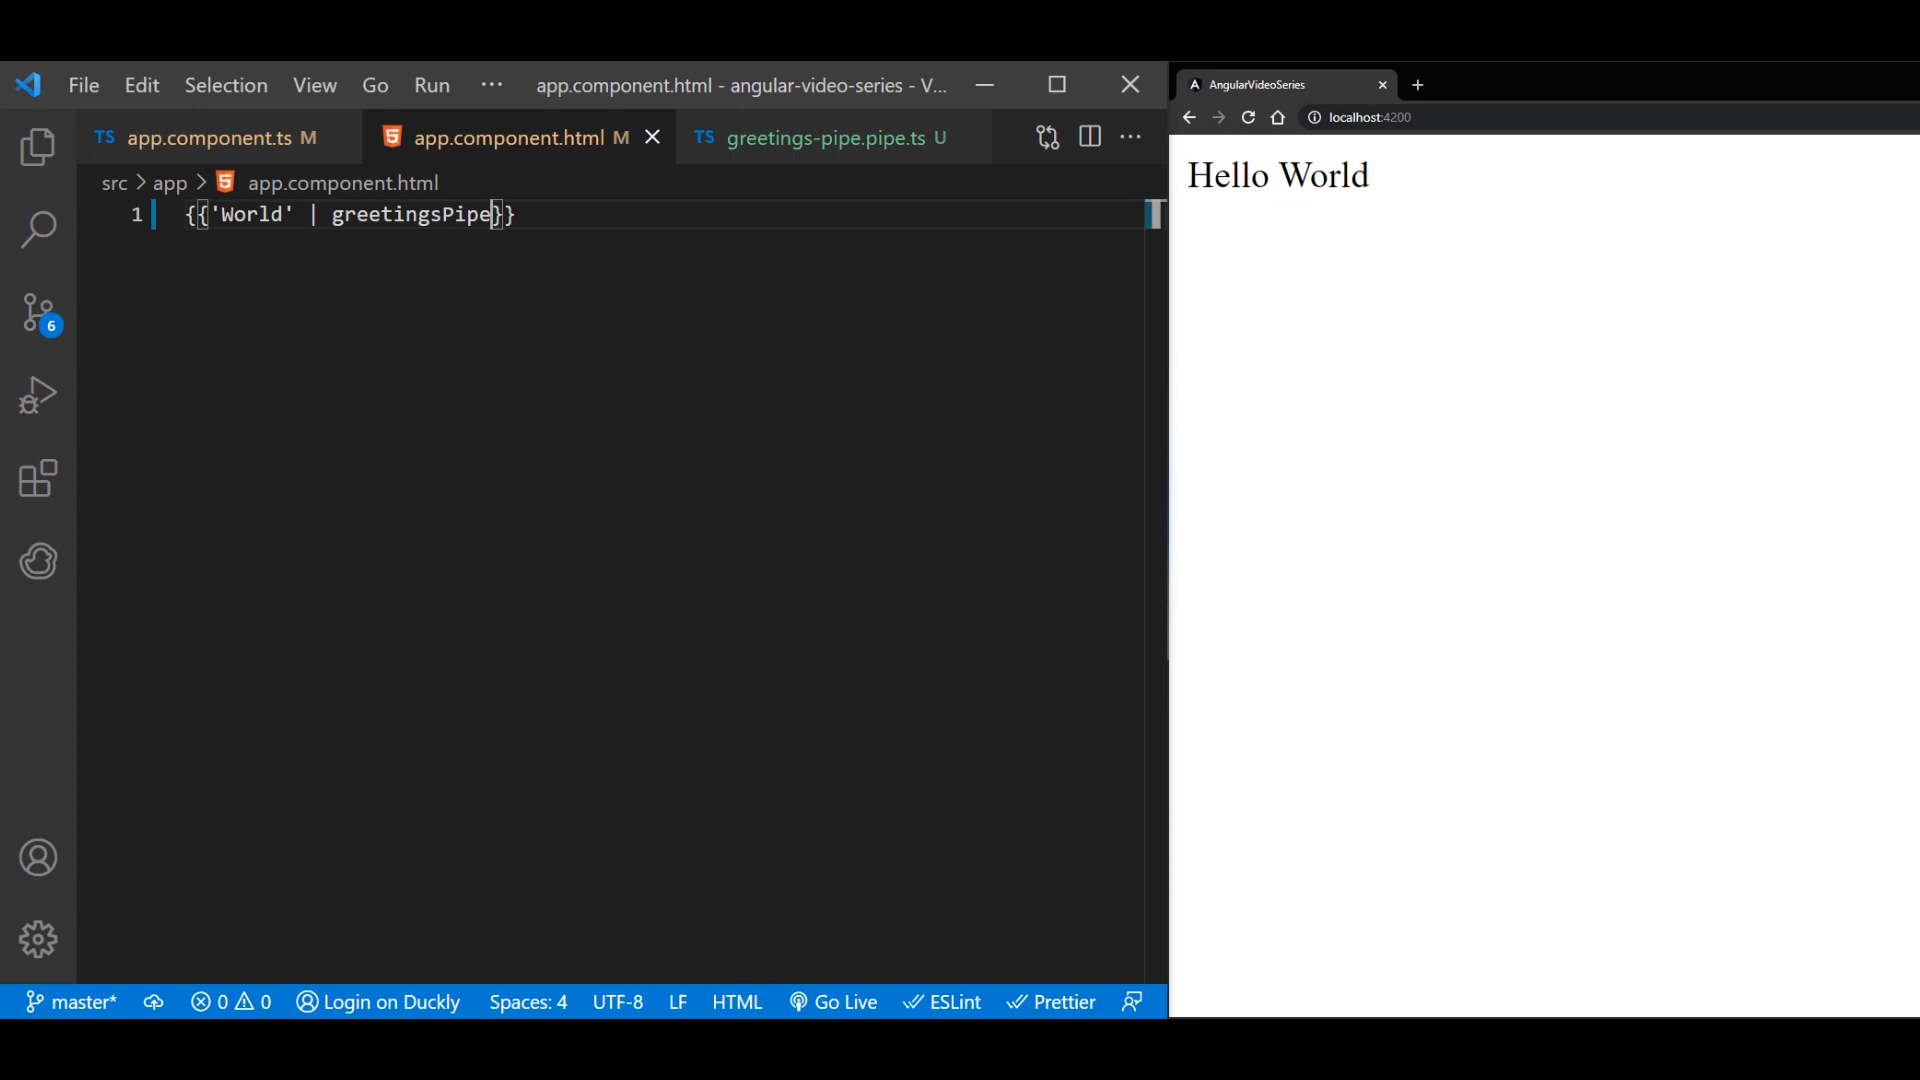 File Edit Selection View Go Run ··· app.component.html - angular-video-series - V...
TS app.component.ts M
app.component.html M
TS greetings-pipe.pipe.ts U
src > app > app.component.html
1 {{'World' | greetingsPipe}}
6
master* 0 0 Login on Duckly Spaces: 4 UTF-8 LF HTML Go Live ESLint Prettier
AngularVideoSeries
localhost:4200
Hello World